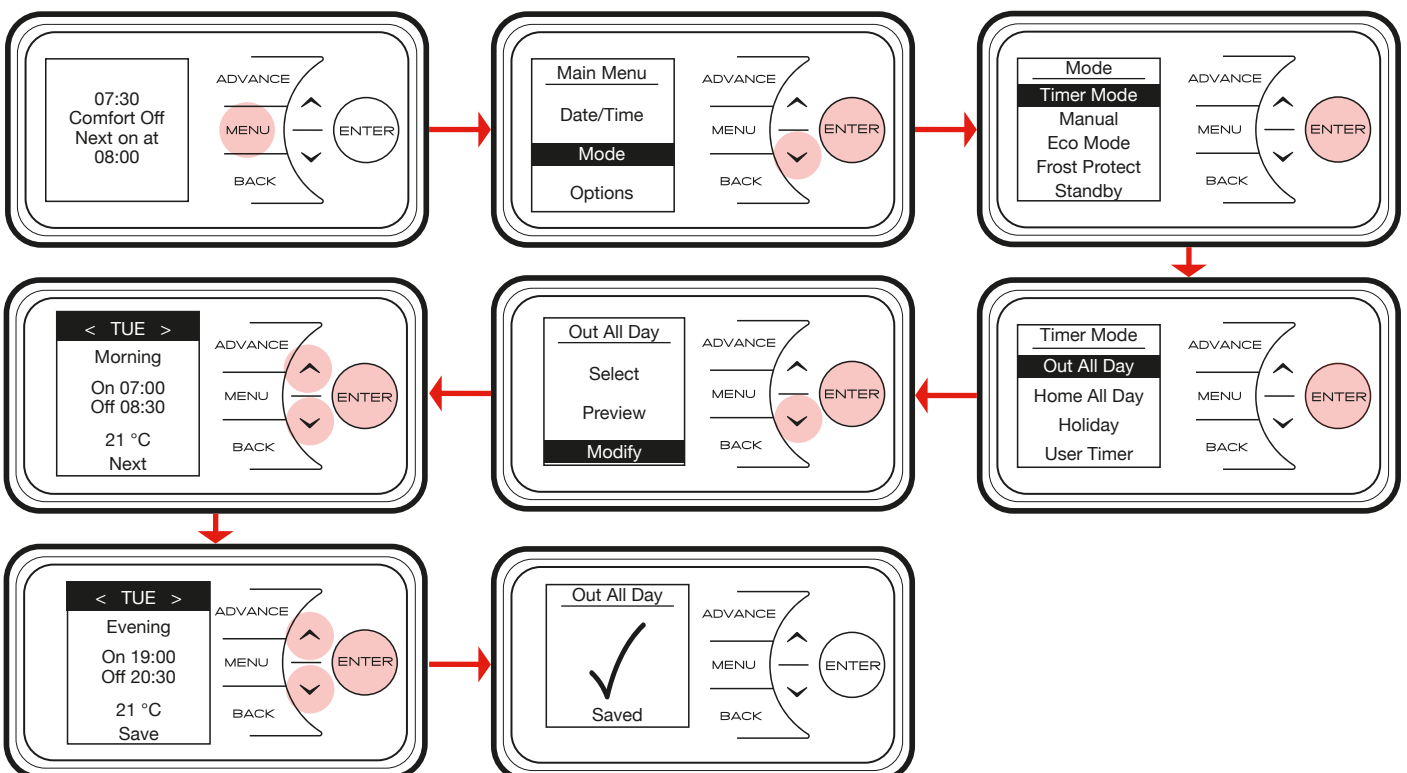 07:30
Comfort Off
Next on at
08:00
ADVANCE
MENU
BACK
ENTER
Main Menu
Date/Time
Mode
Options
ADVANCE
MENU
BACK
ENTER
Mode
Timer Mode
Manual
Eco Mode
Frost Protect
Standby
ADVANCE
MENU
BACK
ENTER
Timer Mode
Out All Day
Home All Day
Holiday
User Timer
ADVANCE
MENU
BACK
ENTER
Out All Day
Select
Preview
Modify
ADVANCE
MENU
BACK
ENTER
< TUE >
Morning
On 07:00
Off 08:30
21 °C
Next
ADVANCE
MENU
BACK
ENTER
< TUE >
Evening
On 19:00
Off 20:30
21 °C
Save
ADVANCE
MENU
BACK
ENTER
Out All Day
Saved
ADVANCE
MENU
BACK
ENTER